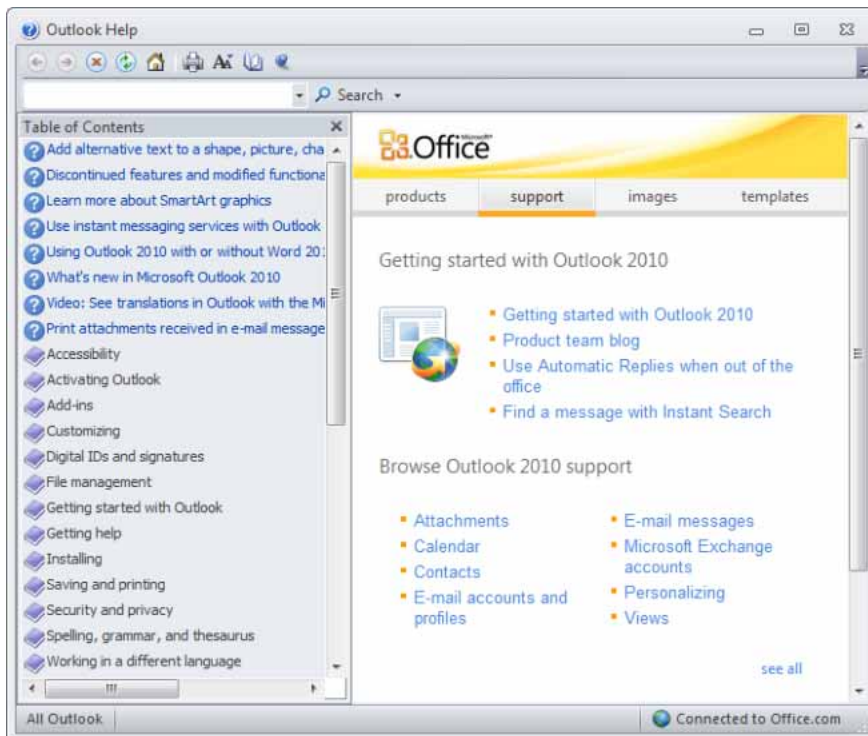 Outlook Help
Search
Table of Contents
Add alternative text to a shape, picture, cha
Discontinued features and modified functiona
Learn more about SmartArt graphics
Use instant messaging services with Outlook
Using Outlook 2010 with or without Word 201
What's new in Microsoft Outlook 2010
Video: See translations in Outlook with the Mi
Print attachments received in e-mail message
Accessibility
Activating Outlook
Add-ins
Customizing
Digital IDs and signatures
File management
Getting started with Outlook
Getting help
Installing
Saving and printing
Security and privacy
Spelling, grammar, and thesaurus
Working in a different language
All Outlook
Microsoft®
Office
products support images templates
Getting started with Outlook 2010
Getting started with Outlook 2010
Product team blog
Use Automatic Replies when out of the
office
Find a message with Instant Search
Browse Outlook 2010 support
Attachments
Calendar
Contacts
E-mail accounts and
profiles
E-mail messages
Microsoft Exchange
accounts
Personalizing
Views
see all
Connected to Office.com